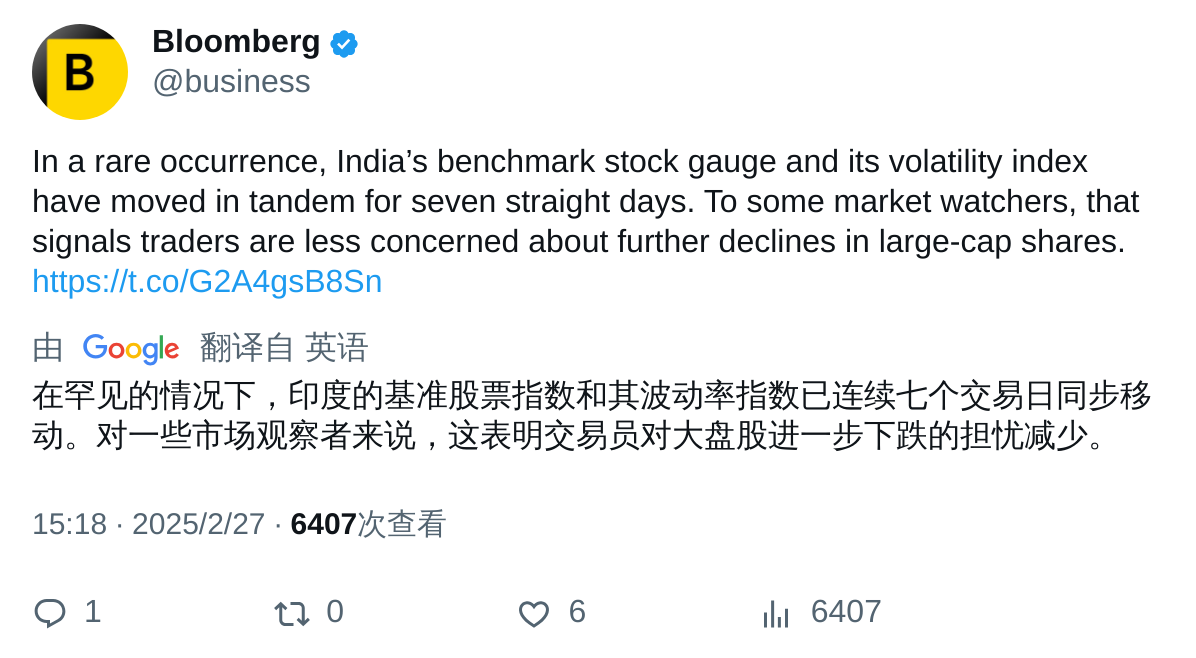 B
Bloomberg
@business
In a rare occurrence, India’s benchmark stock gauge and its volatility index
have moved in tandem for seven straight days. To some market watchers, that
signals traders are less concerned about further declines in large-cap shares.
https://t.co/G2A4gsB8Sn
由 Google 翻译自 英语
在罕见的情况下，印度的基准股票指数和其波动率指数已连续七个交易日同步移
动。对一些市场观察者来说，这表明交易员对大盘股进一步下跌的担忧减少。
15:18 · 2025/2/27 · 6407次查看
1 0 6 6407